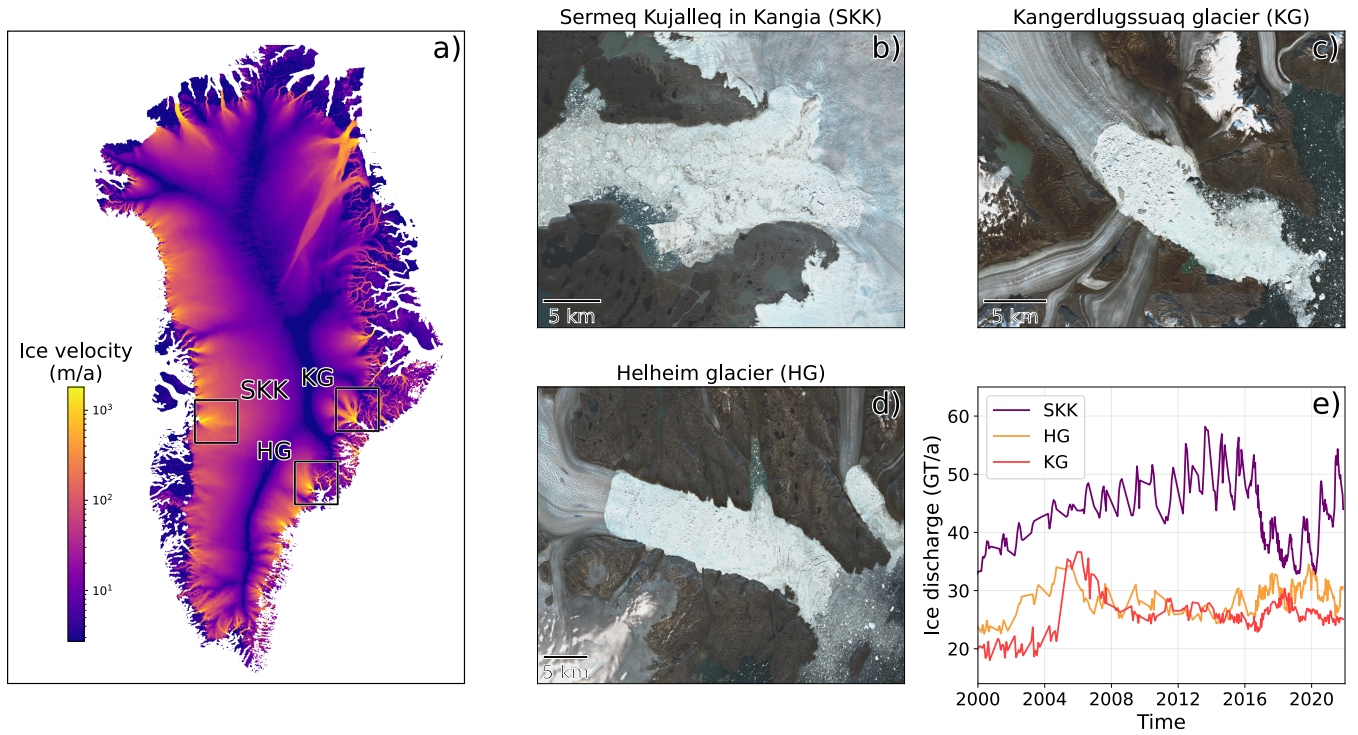 a)
Ice velocity
(m/a)
10³
10²
10¹
SKK
KG
HG
Sermeq Kujalleq in Kangia (SKK)
b)
5 km
Kangerdlugssuaq glacier (KG)
c)
5 km
Helheim glacier (HG)
d)
5 km
e)
SKK
HG
KG
Ice discharge (GT/a)
60
50
40
30
20
2000
2004
2008
2012
2016
2020
Time